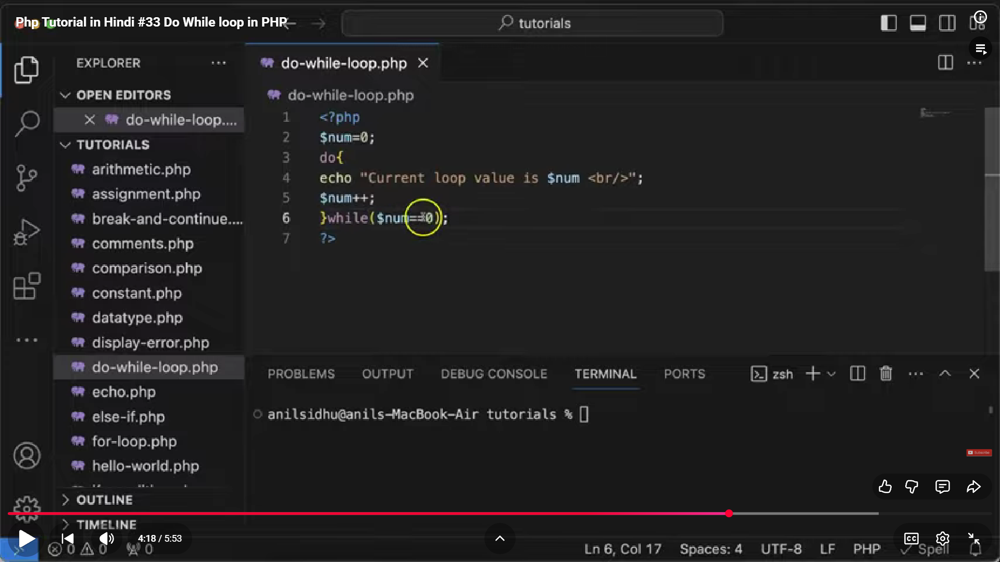 Php Tutorial in Hindi #33 Do While loop in PHP
tutorials
EXPLORER
OPEN EDITORS
do-while-loop....
TUTORIALS
arithmetic.php
assignment.php
break-and-continue....
comments.php
comparison.php
constant.php
datatype.php
display-error.php
do-while-loop.php
echo.php
else-if.php
for-loop.php
hello-world.php
OUTLINE
TIMELINE
do-while-loop.php
do-while-loop.php
1 <?php
2 $num=0;
3 do{
4 echo "Current loop value is $num <br/>";
5 $num++;
6 }while($num==0);
7 ?>
PROBLEMS OUTPUT DEBUG CONSOLE TERMINAL PORTS zsh
anilsidhu@anils-MacBook-Air tutorials %
Subscribe
4:18 / 5:53
CC
0 0 0
Ln 6, Col 17 Spaces: 4 UTF-8 LF PHP Spell